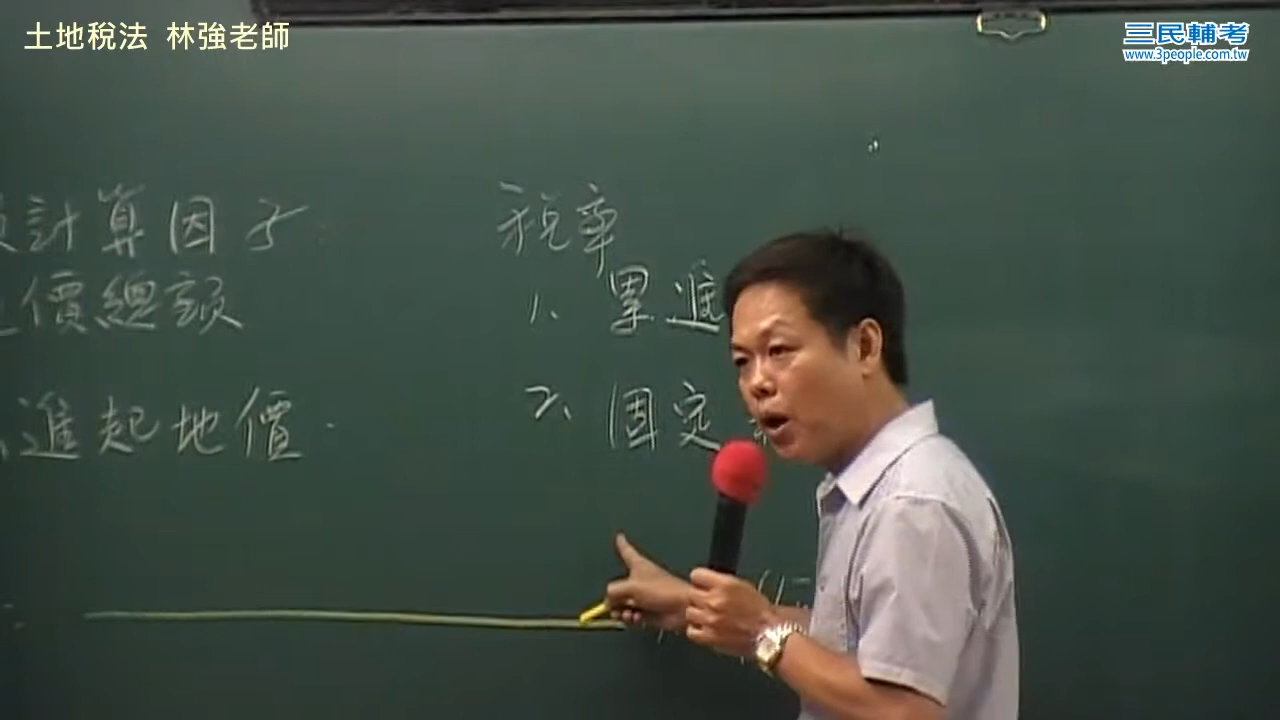 土地稅法 林強老師
三民輔考
www.3people.com.tw
計算因子
價總額
進起地價
稅率
1、累進
2、固定